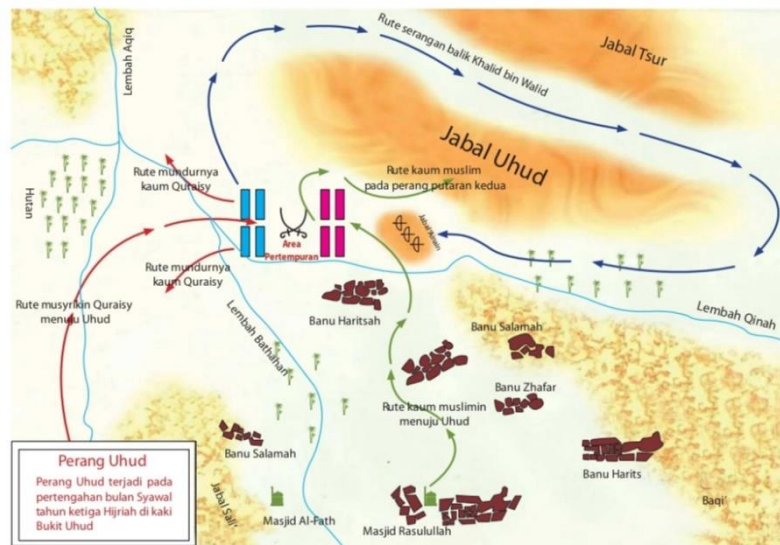 Lembah Aqiq
Rute serangan balik Khalid bin Walid
Jabal Tsur
Jabal Uhud
Hutan
Rute mundurnya
kaum Quraisy
Rute kaum muslim
pada perang putaran kedua
Area
Pertempuran
Rute mundurnya
kaum Quraisy
Rute musyrikin Quraisy
menuju Uhud
Lembah Bathahan
Banu Haritsah
Lembah Qinah
Banu Salamah
Banu Zhafar
Rute kaum muslimin
menuju Uhud
Banu Salamah
Banu Harits
Perang Uhud
Perang Uhud terjadi pada
pertengahan bulan Syawal
tahun ketiga Hijriah di kaki
Bukit Uhud
Jabal Sali'
Masjid Al-Fath
Masjid Rasulullah
Baqi'